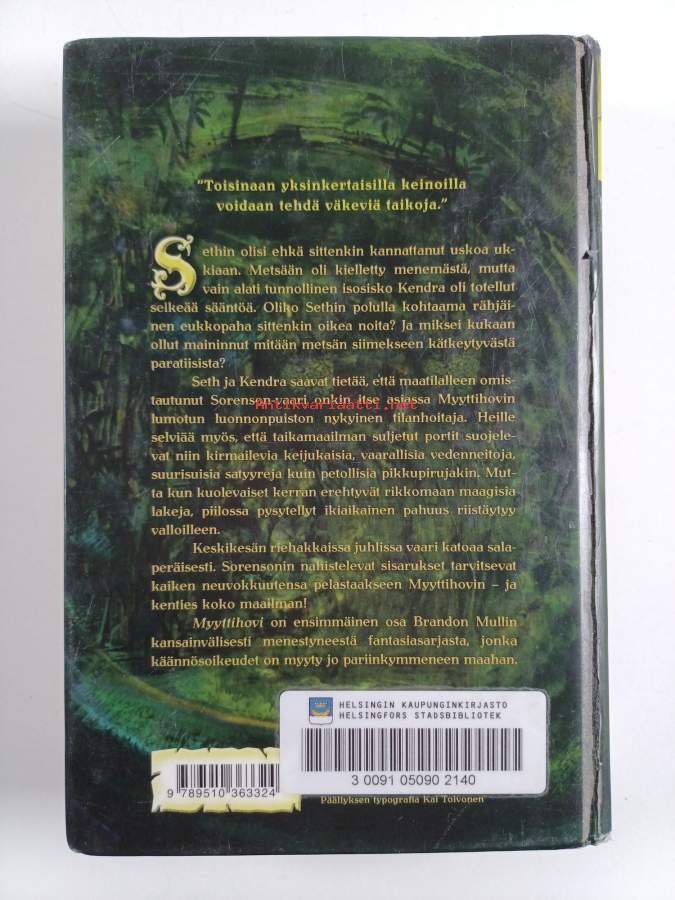 "Toisinaan yksinkertaisilla keinoilla
voidaan tehdä väkeviä taikoja."
Sethin olisi ehkä sittenkin kannattanut uskoa uk-
kiaan. Metsään oli kielletty menemästä, mutta
vain alati tunnollinen isosisko Kendra oli totellut
selkeää sääntöä. Oliko Sethin polulla kohtaama rähjäi-
nen eukkopaha sittenkin oikea noita? Ja miksei kukaan
ollut maininnut mitään metsän siimekseen kätkeytyvästä
paratiisista?
Seth ja Kendra saavat tietää, että maatilalleen omis-
tautunut Sorenson-vaari onkin itse asiassa Myyttihovin
lumotun luonnonpuiston nykyinen tilanhoitaja. Heille
selviää myös, että taikamaailman suljetut portit suojele-
vat niin kirmailevia keijukaisia, vaarallisia vedenneitoja,
suurisuisia satyyreja kuin petollisia pikkupirujakin. Mut-
ta kun kuolevaiset kerran erehtyvät rikkomaan maagisia
lakeja, piilossa pysytellyt ikiaikainen pahuus riistäytyy
valloilleen.
Keskikesän riehakkaissa juhlissa vaari katoaa sala-
peräisesti. Sorensonin nahistelevat sisarukset tarvitsevat
kaiken neuvokkuutensa pelastaakseen Myyttihovin – ja
kenties koko maailman!
Myyttihovi on ensimmäinen osa Brandon Mullin
kansainvälisesti menestyneestä fantasiasarjasta, jonka
käännösoikeudet on myyty jo pariinkymmeneen maahan.
Antikvariaatti.net
HELSINGIN KAUPUNGINKIRJASTO
HELSINGFORS STADSBIBLIOTEK
3 0091 05090 2140
9 789510 363324
Päällyksen typografia Kai Toivonen